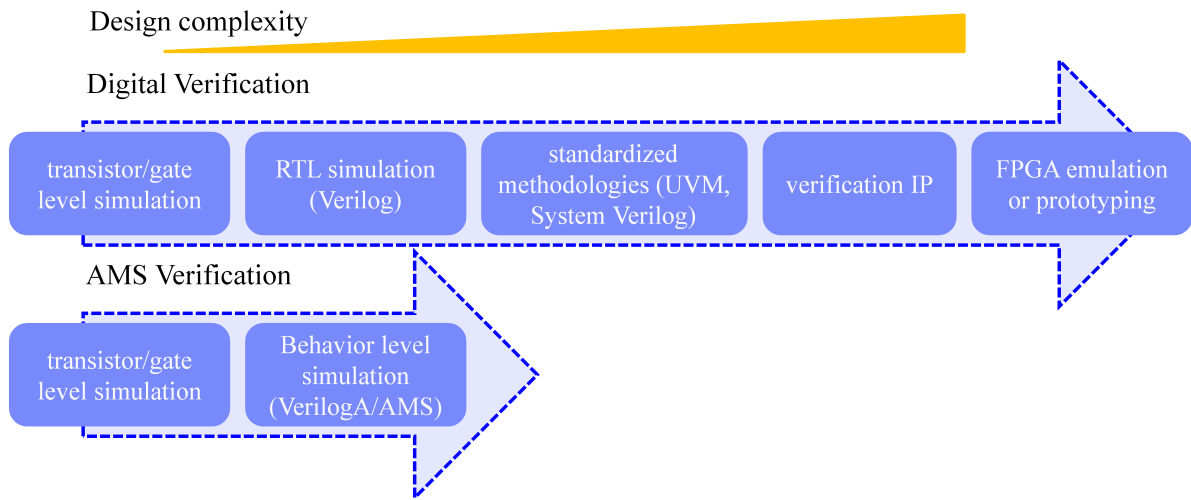 Design complexity
Digital Verification
transistor/gate
level simulation
RTL simulation
(Verilog)
standardized
methodologies (UVM,
System Verilog)
verification IP
FPGA emulation
or prototyping
AMS Verification
transistor/gate
level simulation
Behavior level
simulation
(VerilogA/AMS)